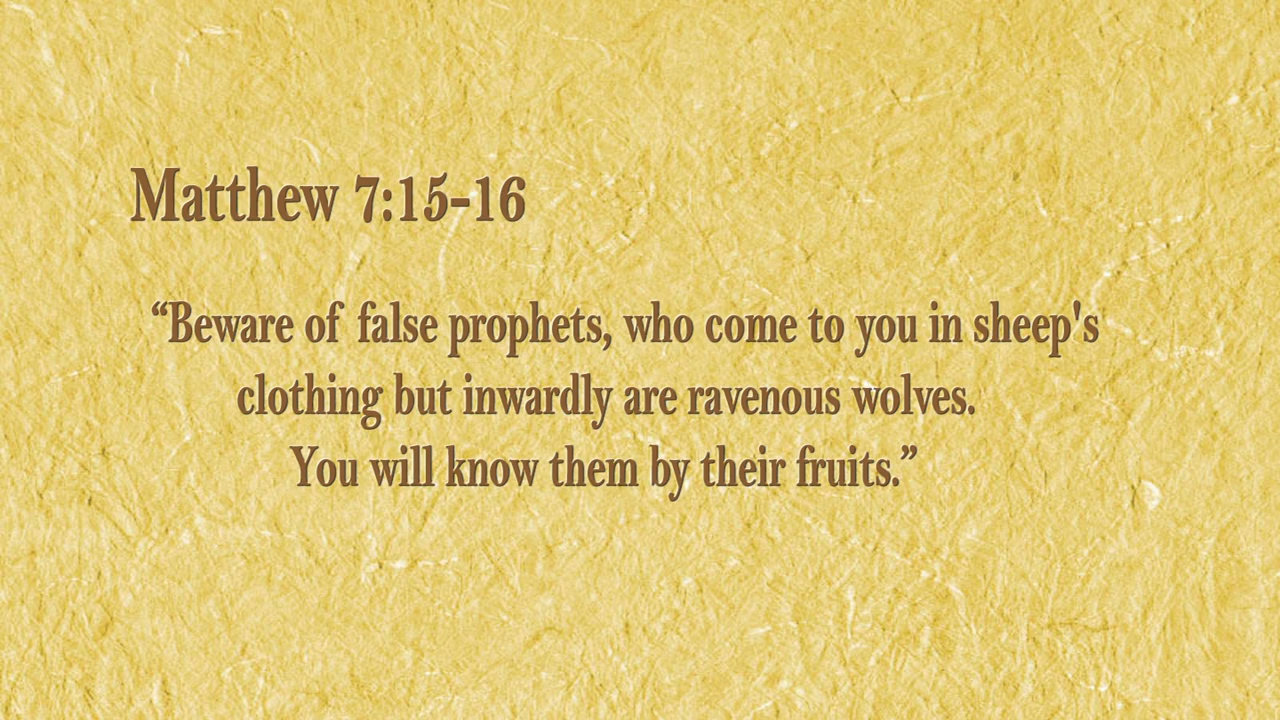 Matthew 7:15-16
“Beware of false prophets, who come to you in sheep's
clothing but inwardly are ravenous wolves.
You will know them by their fruits.”